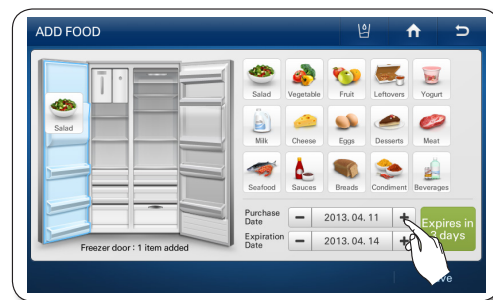 ADD FOOD
Salad Vegetable Fruit Leftovers Yogurt
Salad
Milk Cheese Eggs Desserts Meat
Seafood Sauces Breads Condiment Beverages
Purchase Date
− 2013. 04. 11 +
Expires in
days
Expiration Date
− 2013. 04. 14 +
Freezer door : 1 item added